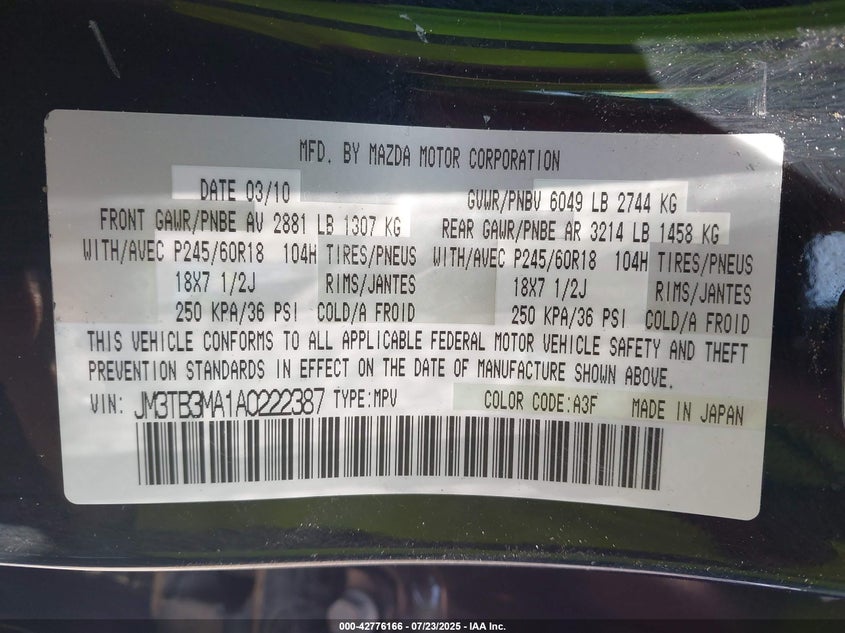 MFD. BY MAZDA MOTOR CORPORATION
DATE 03/10 GVWR/PNBV 6049 LB 2744 KG
FRONT GAWR/PNBE AV 2881 LB 1307 KG REAR GAWR/PNBE AR 3214 LB 1458 KG
WITH/AVEC P245/60R18 104H TIRES/PNEUS WITH/AVEC P245/60R18 104H TIRES/PNEUS
18X7 1/2J RIMS/JANTES 18X7 1/2J RIMS/JANTES
250 KPA/36 PSI COLD/A FROID 250 KPA/36 PSI COLD/A FROID
THIS VEHICLE CONFORMS TO ALL APPLICABLE FEDERAL MOTOR VEHICLE SAFETY AND THEFT
PREVENTION STANDARDS IN EFFECT ON THE DATE OF MANUFACTURE SHOWN ABOVE.
VIN: JM3TB3MA1A0222387 TYPE:MPV COLOR CODE:A3F MADE IN JAPAN
000-42776166 - 07/23/2025 - IAA Inc.